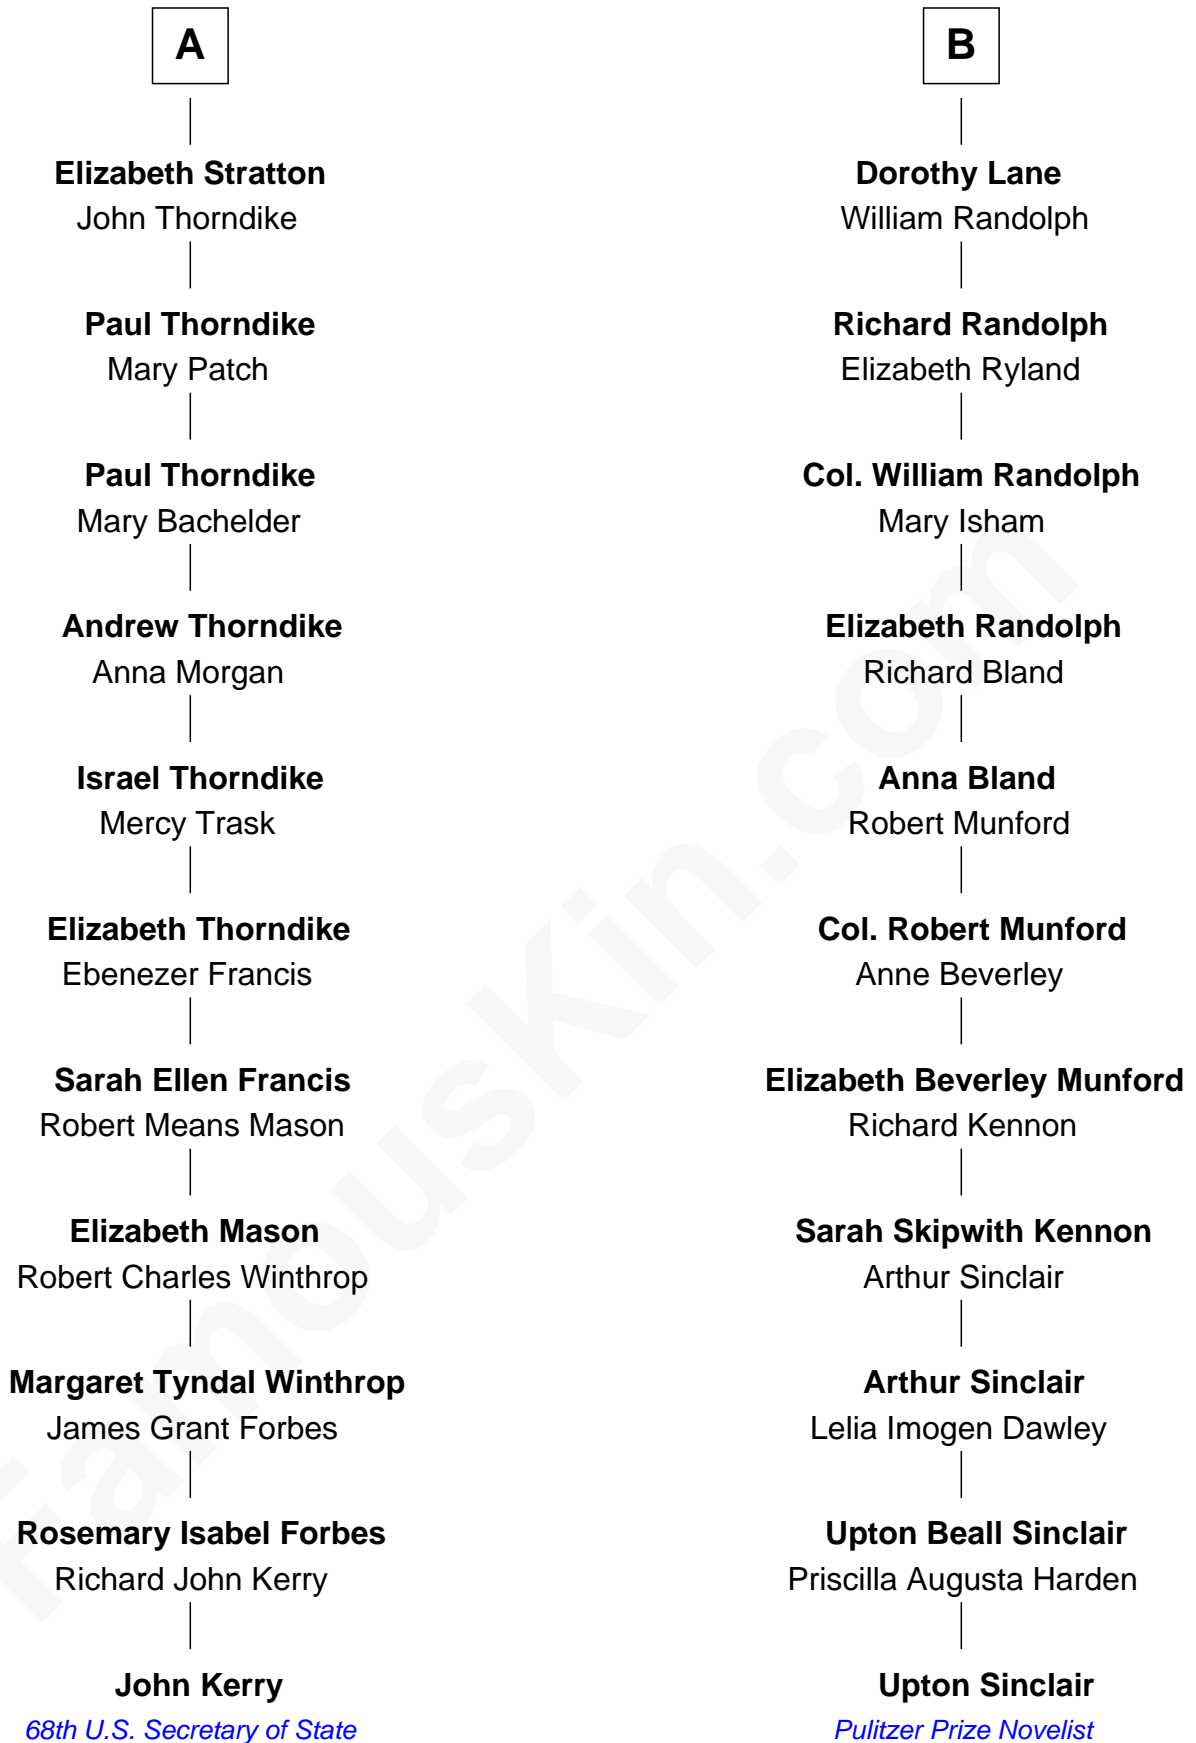 A
Elizabeth Stratton
John Thorndike
Paul Thorndike
Mary Patch
Paul Thorndike
Mary Bachelder
Andrew Thorndike
Anna Morgan
Israel Thorndike
Mercy Trask
Elizabeth Thorndike
Ebenezer Francis
Sarah Ellen Francis
Robert Means Mason
Elizabeth Mason
Robert Charles Winthrop
Margaret Tyndal Winthrop
James Grant Forbes
Rosemary Isabel Forbes
Richard John Kerry
John Kerry
68th U.S. Secretary of State
B
Dorothy Lane
William Randolph
Richard Randolph
Elizabeth Ryland
Col. William Randolph
Mary Isham
Elizabeth Randolph
Richard Bland
Anna Bland
Robert Munford
Col. Robert Munford
Anne Beverley
Elizabeth Beverley Munford
Richard Kennon
Sarah Skipwith Kennon
Arthur Sinclair
Arthur Sinclair
Lelia Imogen Dawley
Upton Beall Sinclair
Priscilla Augusta Harden
Upton Sinclair
Pulitzer Prize Novelist
FamousKin.com